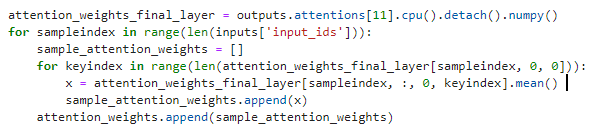 attention_weights_final_layer = outputs.attentions[11].cpu().detach().numpy()
for sampleindex in range(len(inputs['input_ids'])):
    sample_attention_weights = []
    for keyindex in range(len(attention_weights_final_layer[sampleindex, 0, 0])):
        x = attention_weights_final_layer[sampleindex, :, 0, keyindex].mean()
        sample_attention_weights.append(x)
    attention_weights.append(sample_attention_weights)